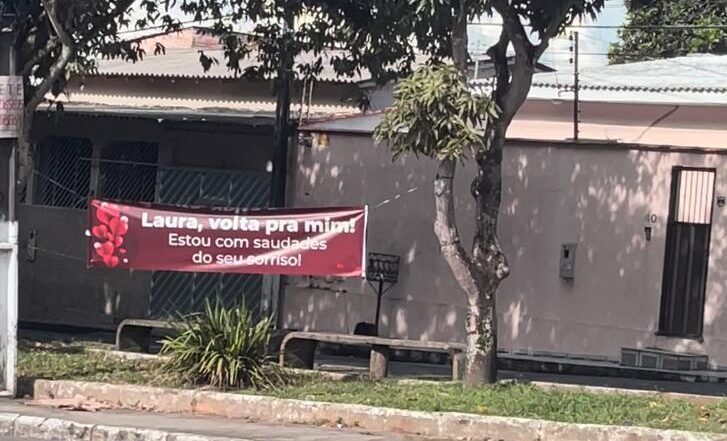 Laura, volta pra mim!
Estou com saudades
do seu sorriso!